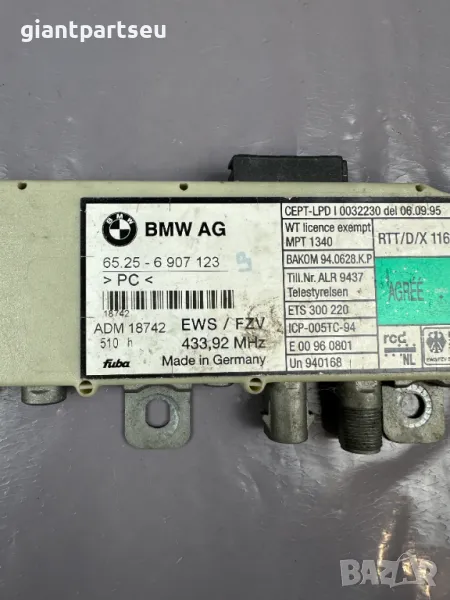 giantpartseu
BMW AG
65.25 - 6 907 123
> PC <
18742
ADM 18742 EWS / FZV
510 h 433,92 MHz
fuba Made in Germany
CEPT-LPD I 0032230 del 06.09.95
WT licence exempt
MPT 1340
BAKOM 94.0628.K.P
Till.Nr. ALR 9437
Telestyrelsen
ETS 300 220
ICP-005TC-94
E 00 96 0801
Un 940168
RTT/D/X 116
AGRÉÉ
NL
BAZAR